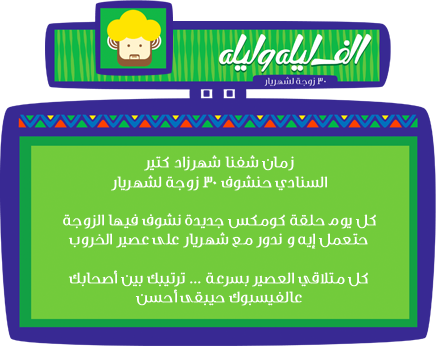 الف ليله وليله
٣٠ زوجة لشهريار
زمان شفنا شهرزاد كتير
السنادي حنشوف ٣٠ زوجة لشهريار
كل يوم حلقة كومكس جديدة نشوف فيها الزوجة
حتعمل إيه و ندور مع شهريار على عصير الخروب
كل متلاقي العصير بسرعة ... ترتيبك بين أصحابك
عالفيسبوك حيبقى أحسن